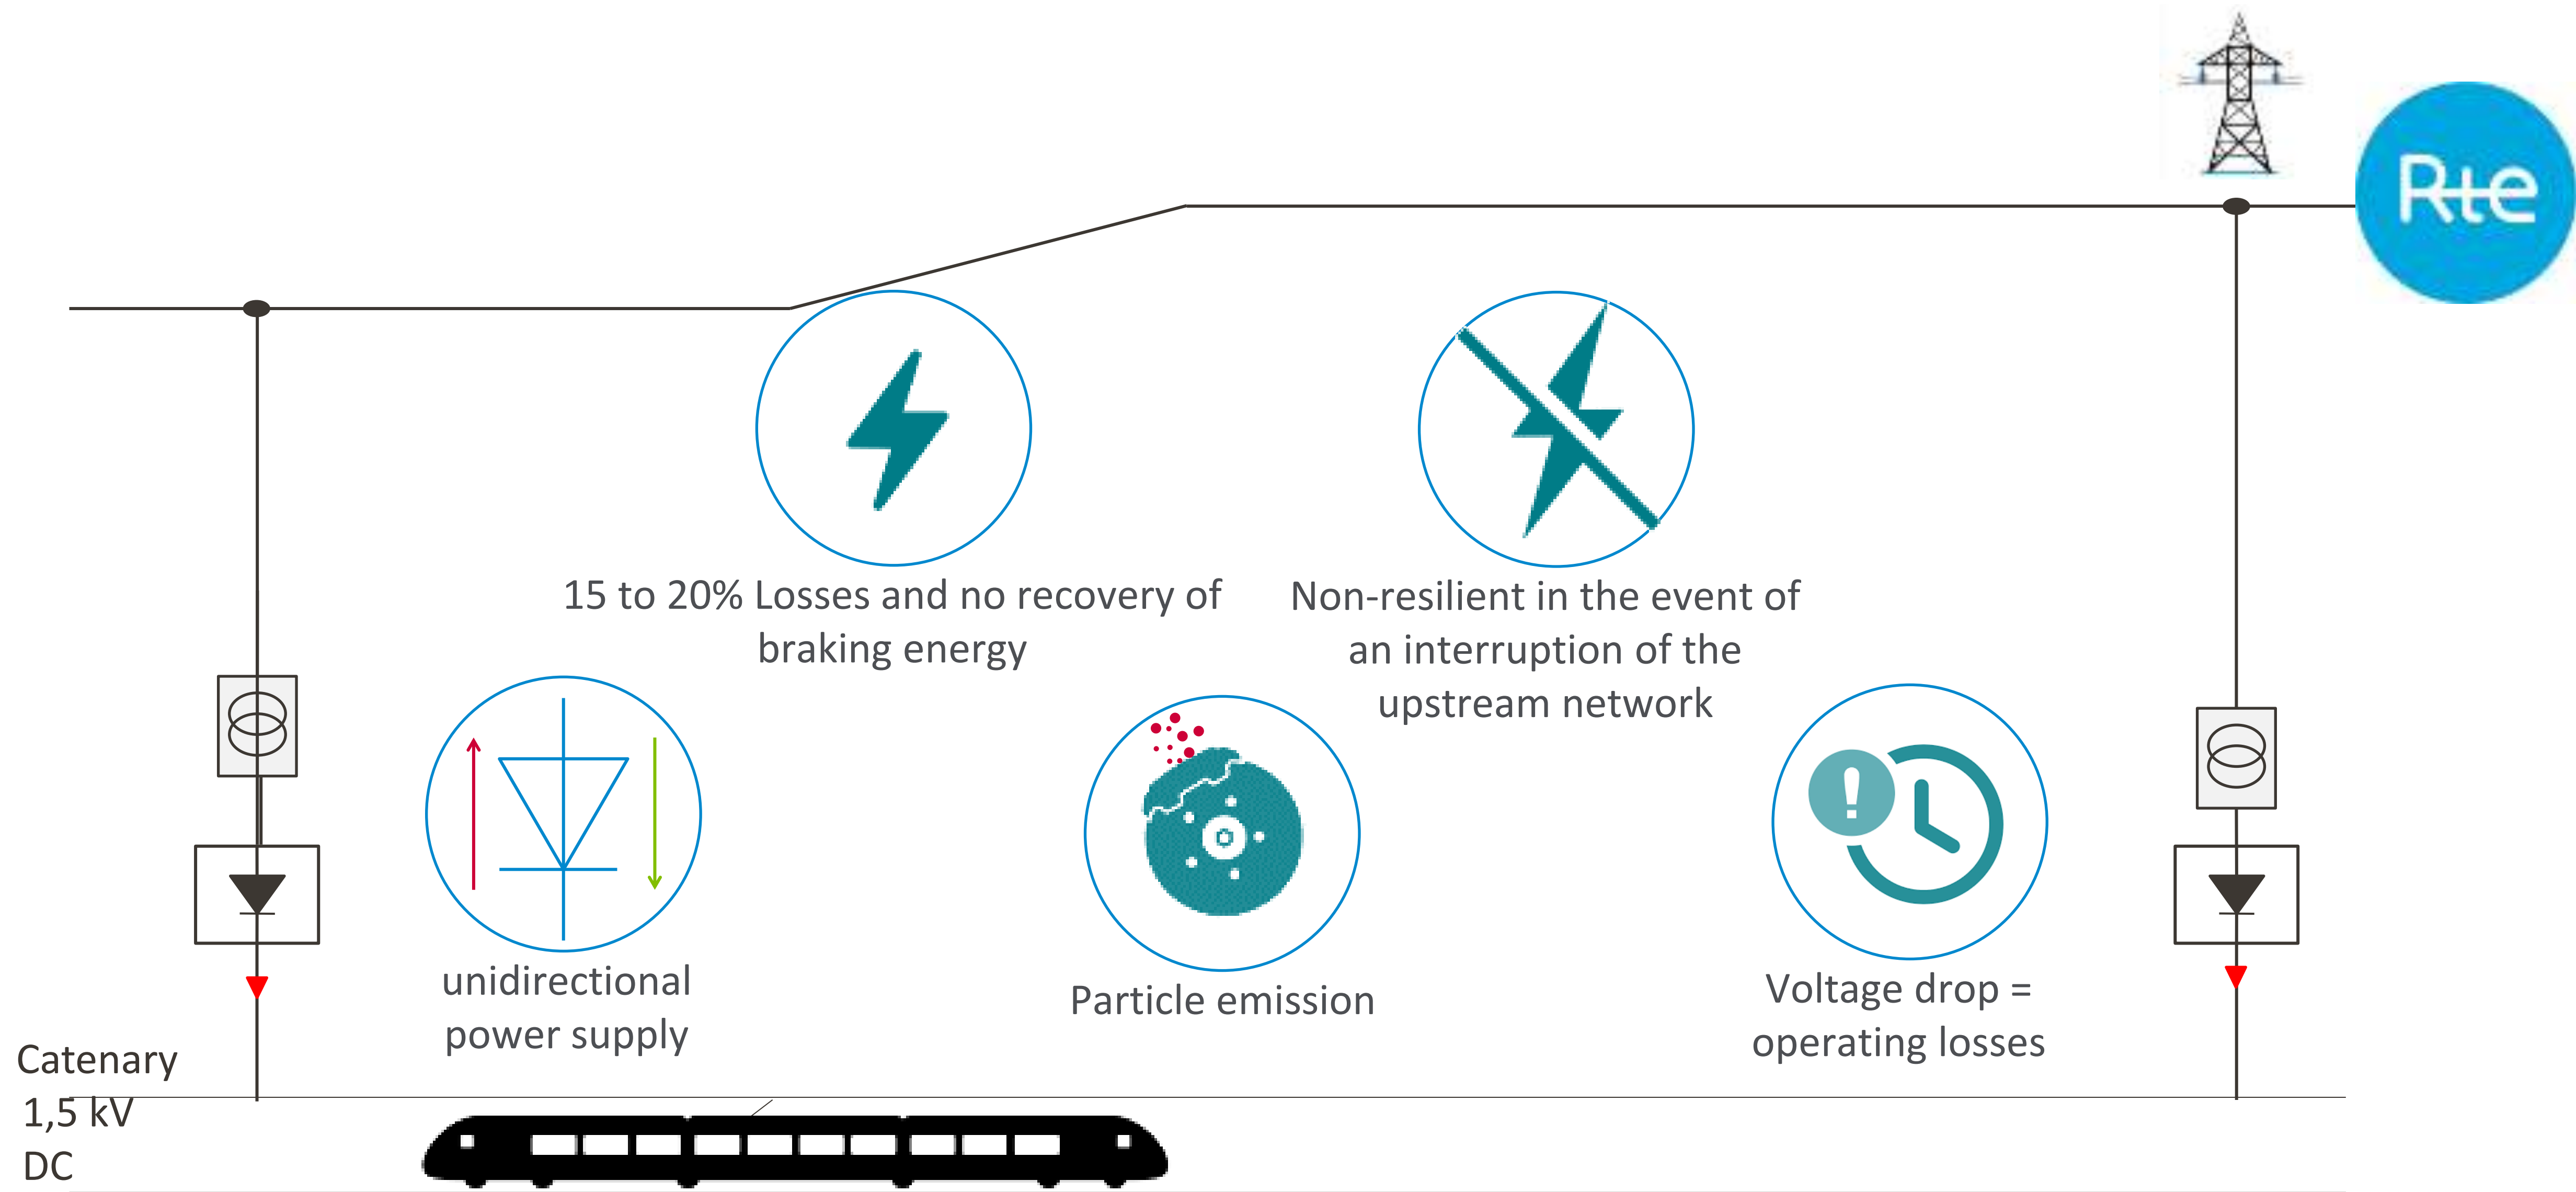 Rte
15 to 20% Losses and no recovery of
braking energy
Non-resilient in the event of
an interruption of the
upstream network
unidirectional
power supply
Particle emission
Voltage drop =
operating losses
Catenary
1,5 kV
DC